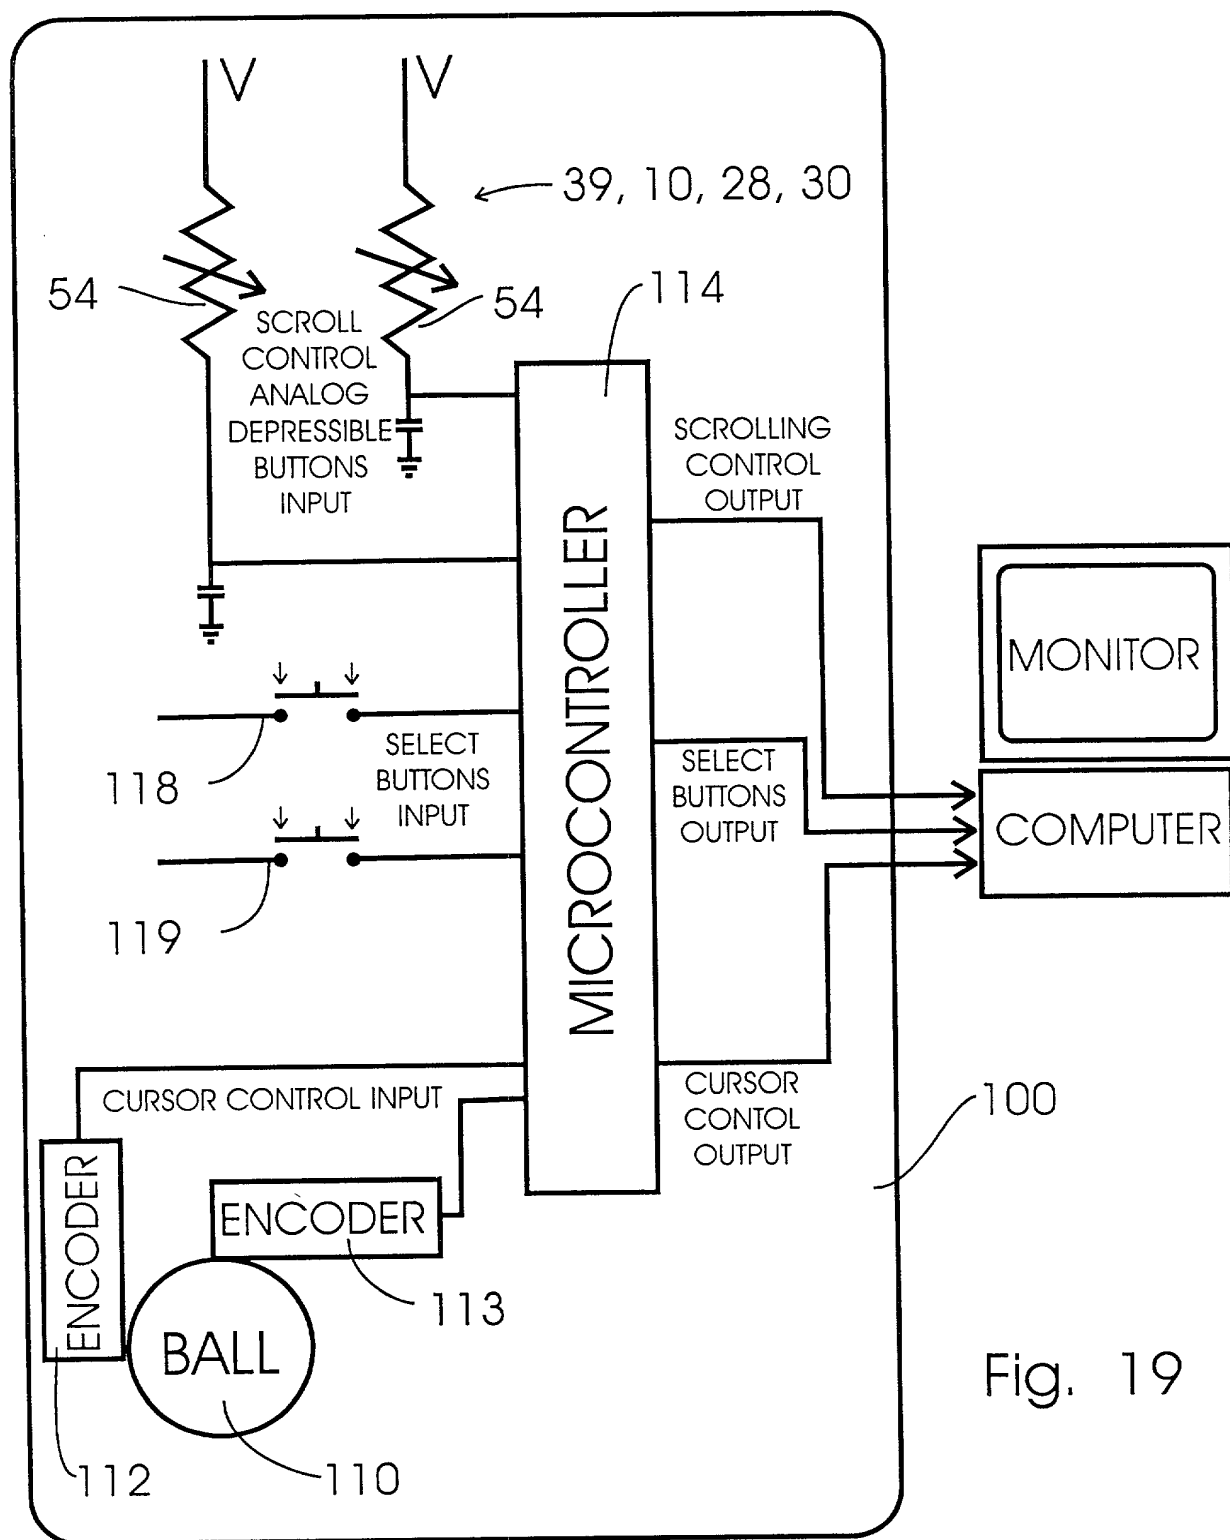 V
V
39, 10, 28, 30
54
54
114
SCROLL
CONTROL
ANALOG
DEPRESSIBLE
BUTTONS
INPUT
SCROLLING
CONTROL
OUTPUT
MICROCONTROLLER
MONITOR
118
SELECT
BUTTONS
INPUT
SELECT
BUTTONS
OUTPUT
COMPUTER
119
CURSOR CONTROL INPUT
CURSOR
CONTOL
OUTPUT
100
ENCODER
ENCODER
113
BALL
112
110
Fig. 19